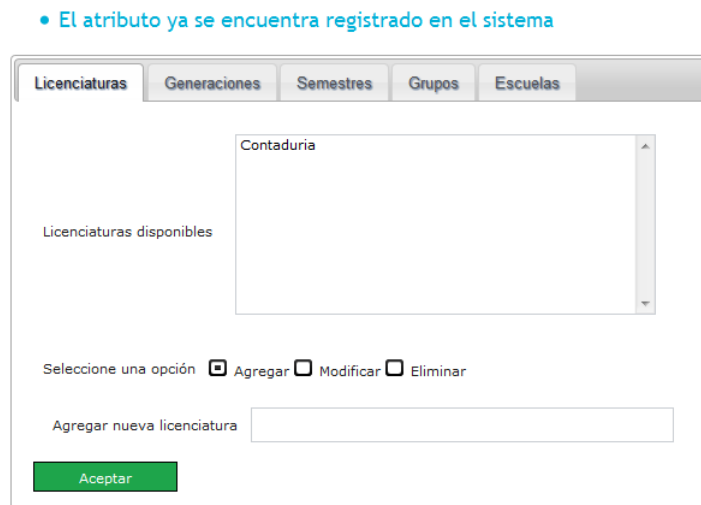 • El atributo ya se encuentra registrado en el sistema
Licenciaturas Generaciones Semestres Grupos Escuelas
Contaduria
Licenciaturas disponibles
Seleccione una opción Agregar Modificar Eliminar
Agregar nueva licenciatura
Aceptar